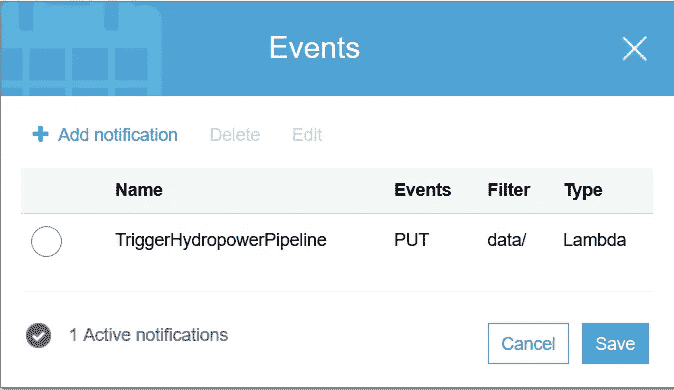 Events
Add notification Delete Edit
Name Events Filter Type
TriggerHydropowerPipeline PUT data/ Lambda
1 Active notifications
Cancel Save